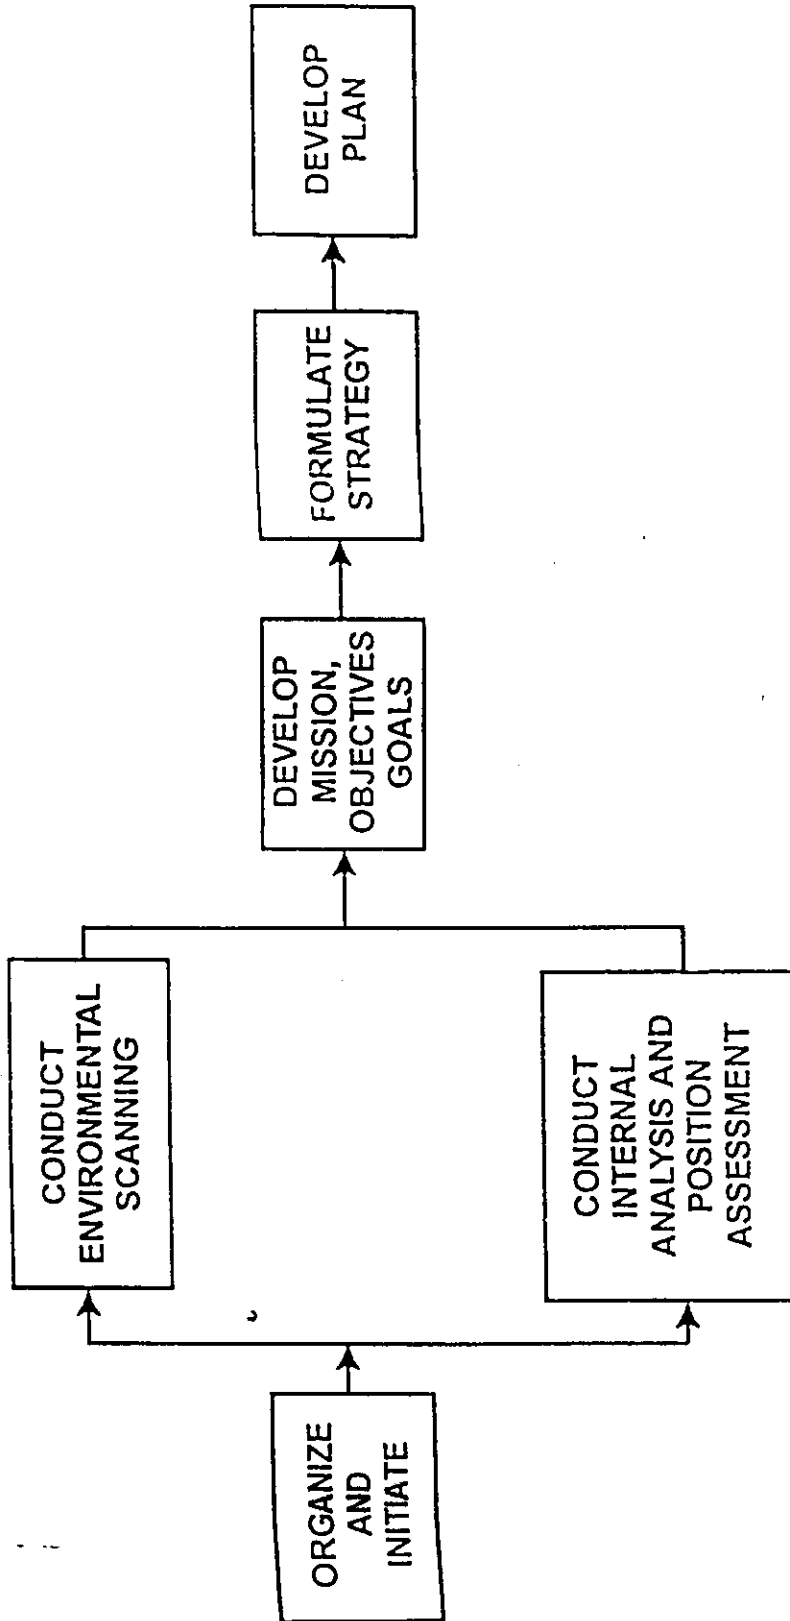 ORGANIZE
AND
INITIATE
CONDUCT
ENVIRONMENTAL
SCANNING
CONDUCT
INTERNAL
ANALYSIS AND
POSITION
ASSESSMENT
DEVELOP
MISSION,
OBJECTIVES
GOALS
FORMULATE
STRATEGY
DEVELOP
PLAN